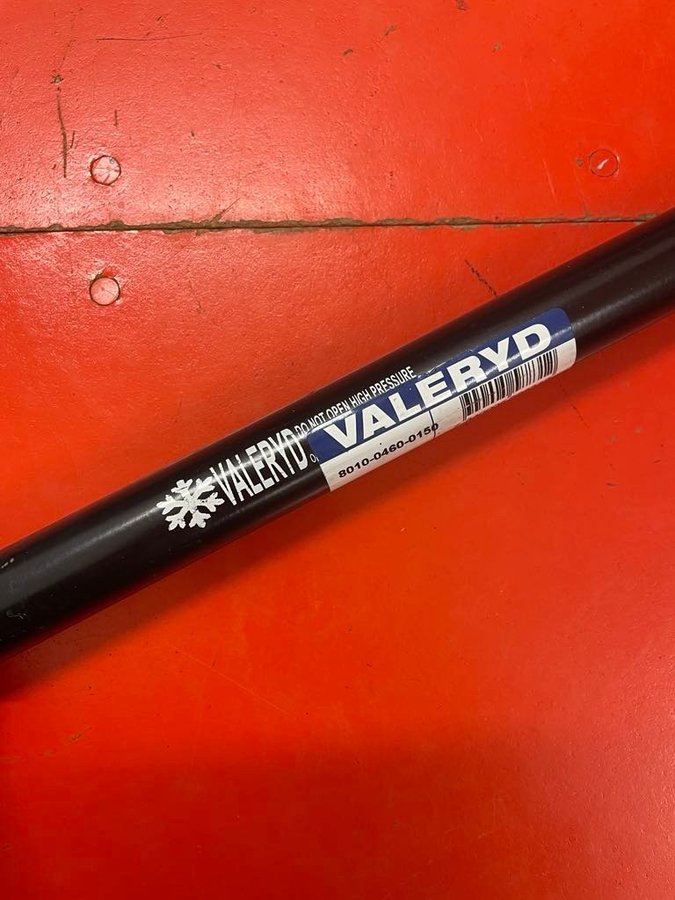 VALERYD DO NOT OPEN HIGH PRESSURE
VALERYD
8010-0460-0150